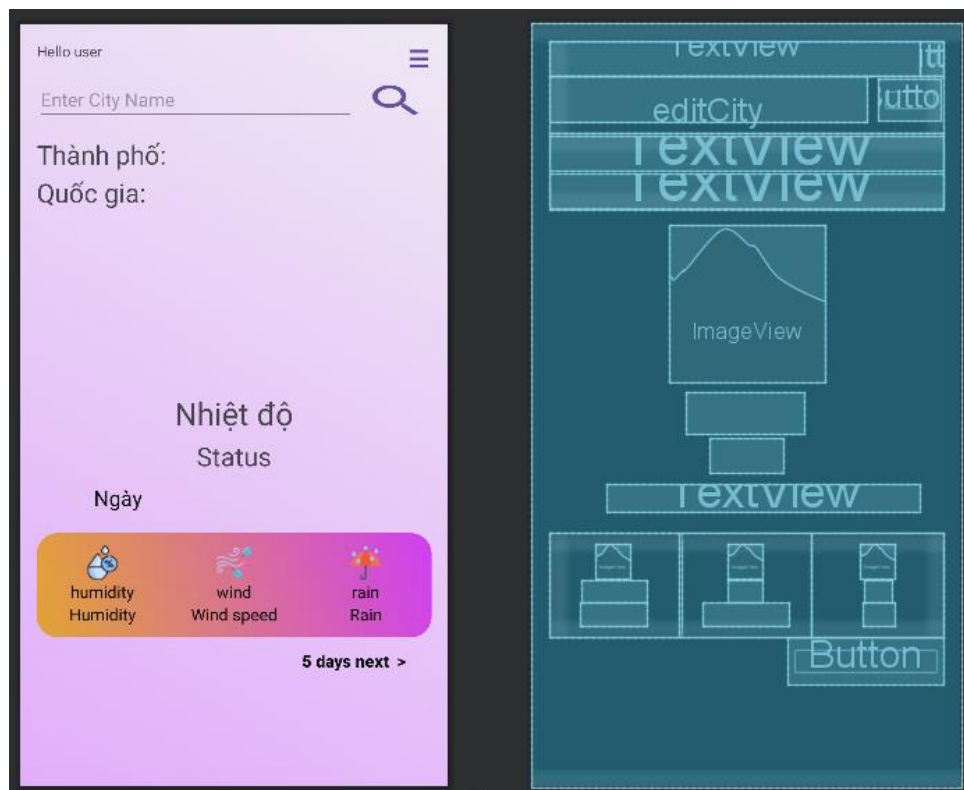 Hello user
Enter City Name
Thành phố:
Quốc gia:
Nhiệt độ
Status
Ngày
humidity wind rain
Humidity Wind speed Rain
5 days next >
TextView
editCity
utto
TextView
TextView
ImageView
TextView
Button